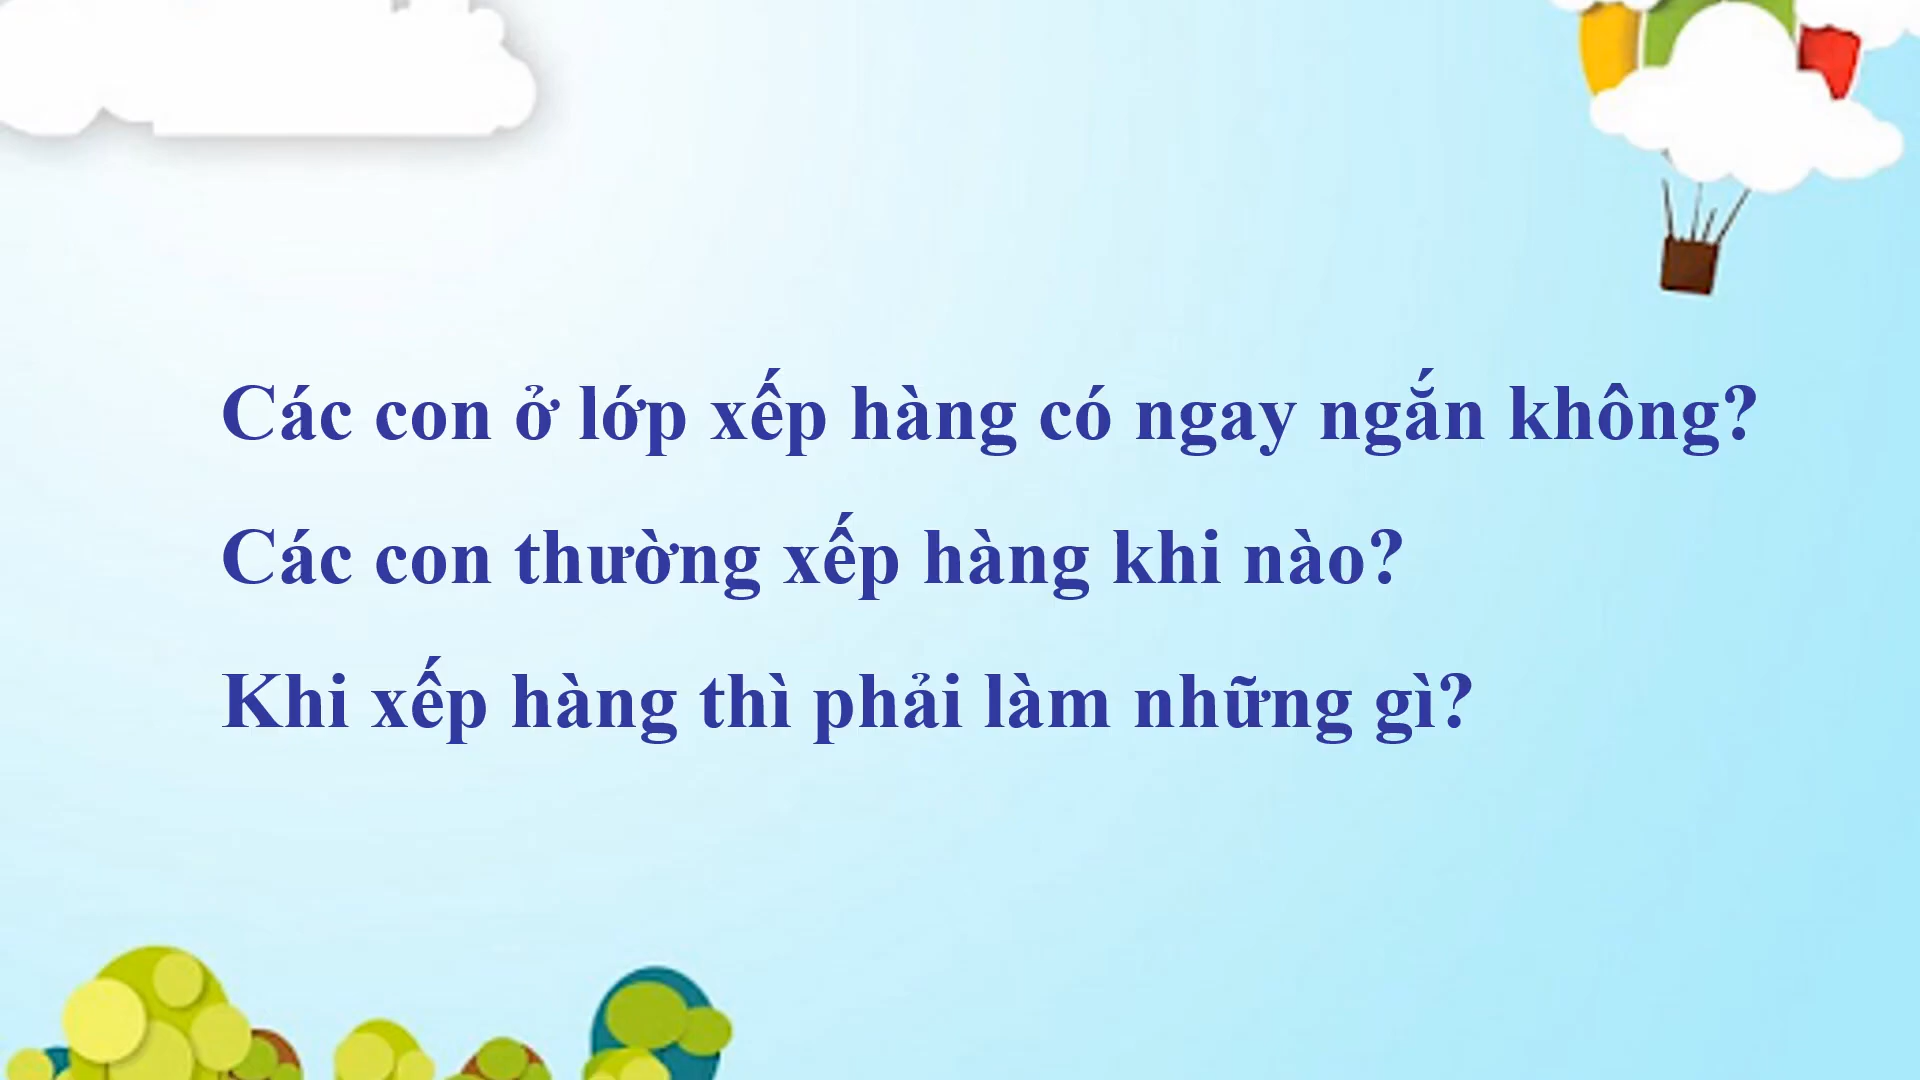 Các con ở lớp xếp hàng có ngay ngắn không?
Các con thường xếp hàng khi nào?
Khi xếp hàng thì phải làm những gì?